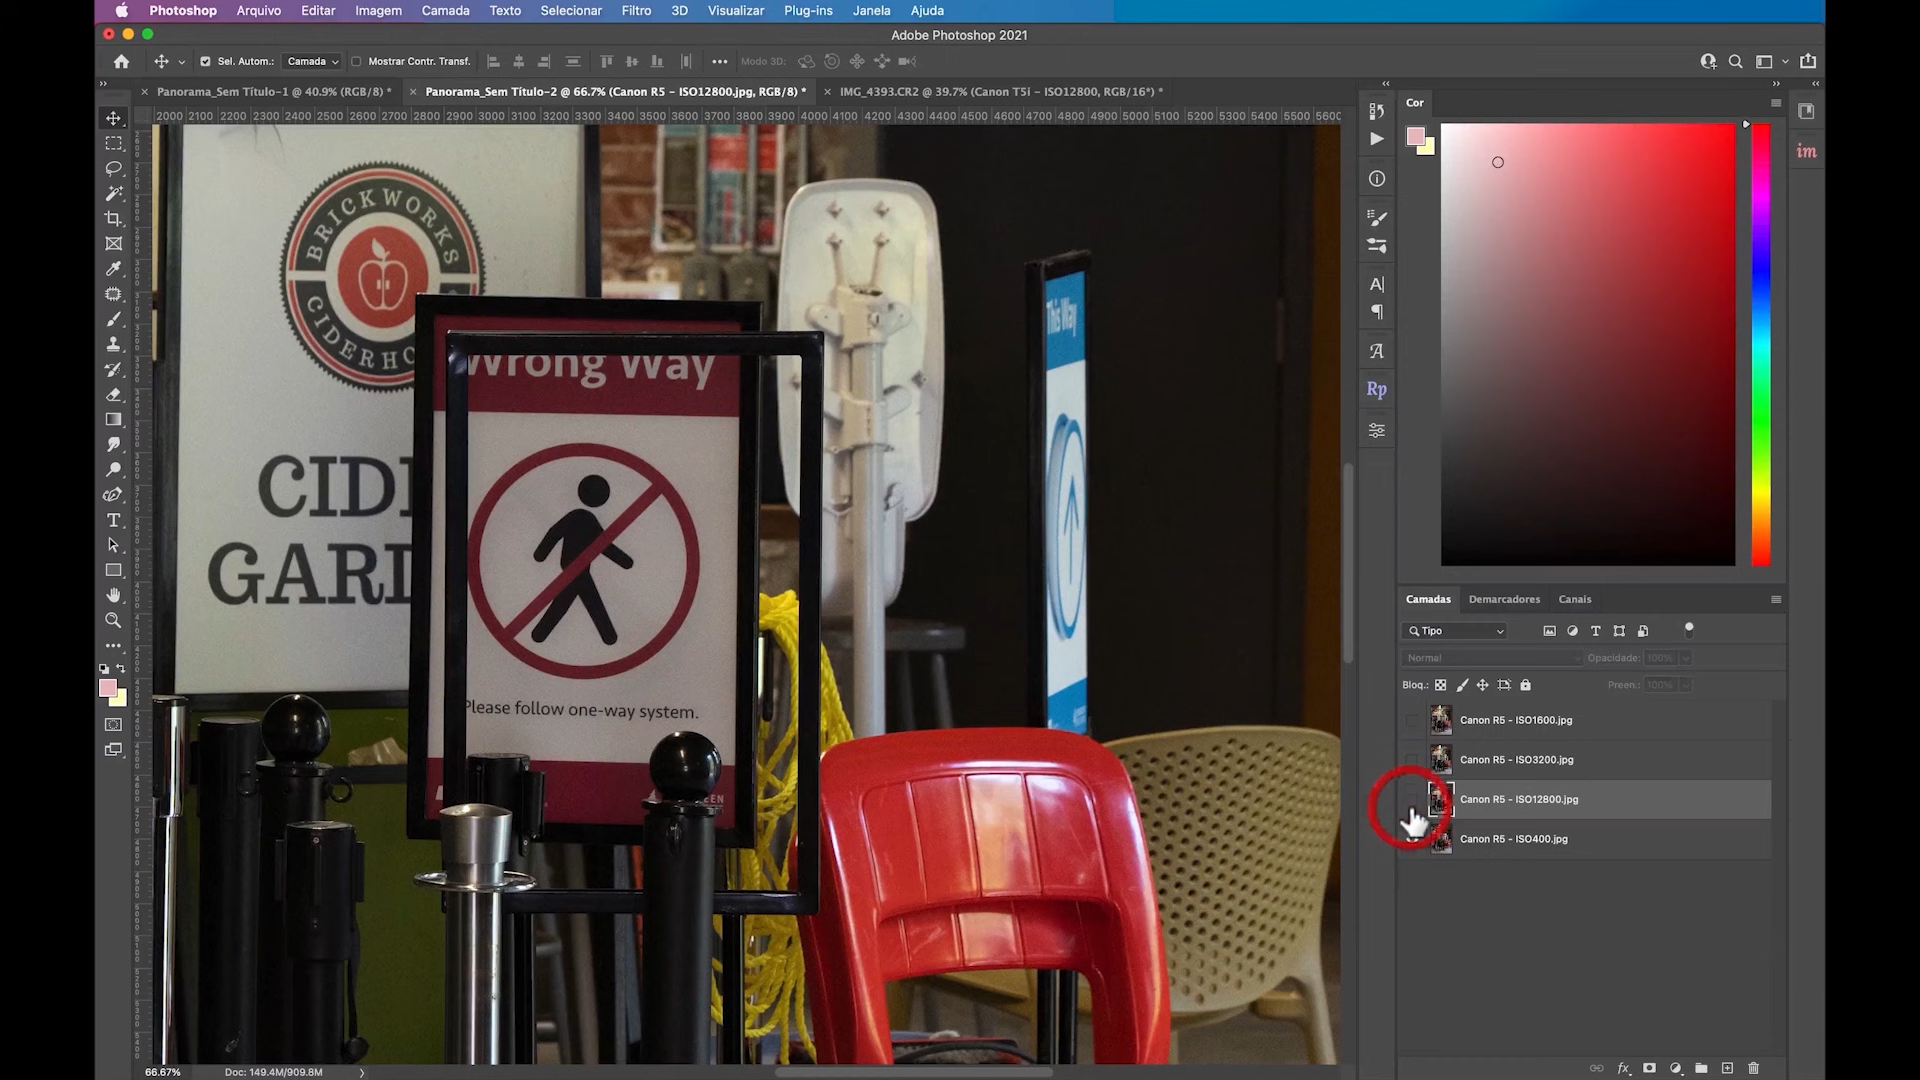 Photoshop Arquivo Editar Imagem Camada Texto Selecionar Filtro 3D Visualizar Plug-ins Janela Ajuda
Adobe Photoshop 2021
Sel. Autom.: Camada Mostrar Contr. Transf. Modo 3D:
Panorama_Sem Título-1 @ 40.9% (RGB/8) *
Panorama_Sem Título-2 @ 66.7% (Canon R5 - ISO12800.jpg, RGB/8) *
IMG_4393.CR2 @ 39.7% (Canon T5i - ISO12800, RGB/16*) *
2000 2100 2200 2300 2400 2500 2600 2700 2800 2900 3000 3100 3200 3300 3400 3500 3600 3700 3800 3900 4000 4100 4200 4300 4400 4500 4600 4700 4800 4900 5000 5100 5200 5300 5400 5500 5600
BRICKWORKS
CIDERHO
CIDE
GARD
Wrong Way
Please follow one-way system.
This Way
Cor
im
Rp
Camadas Demarcadores Canais
Tipo
Normal Opacidade: 100%
Bloq.: Preen.: 100%
Canon R5 - ISO1600.jpg
Canon R5 - ISO3200.jpg
Canon R5 - ISO12800.jpg
Canon R5 - ISO400.jpg
66.67% Doc: 149.4M/909.8M
fx